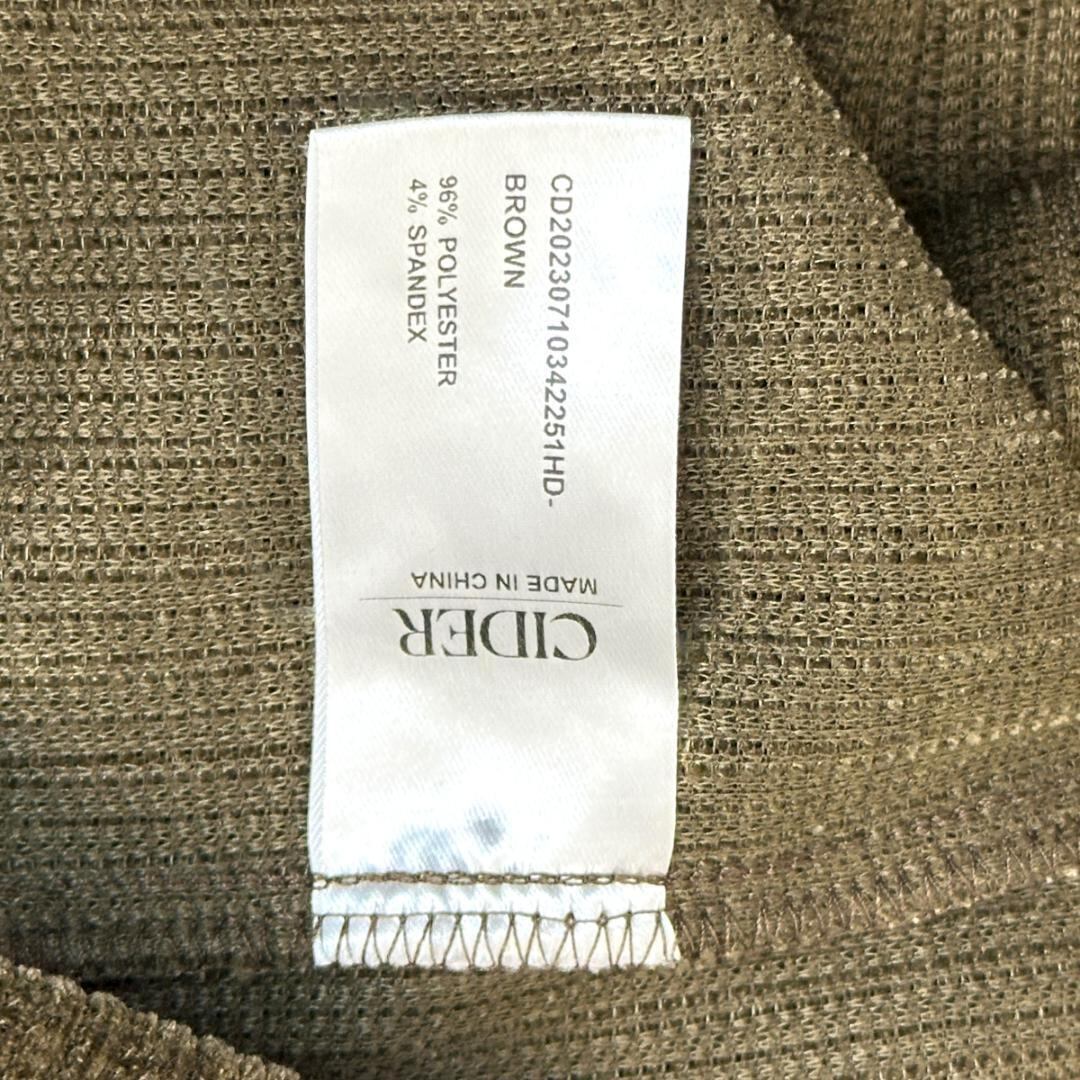 CIDER
MADE IN CHINA
CD20230710342251HD-
BROWN
96% POLYESTER
4% SPANDEX